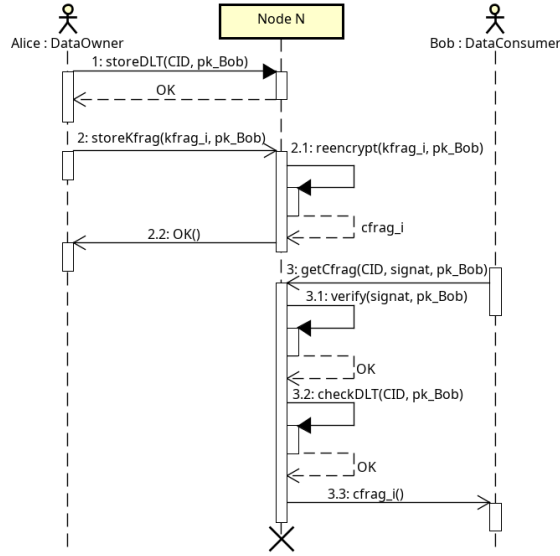 Node N
Alice : DataOwner
Bob : DataConsumer
1: storeDLT(CID, pk_Bob)
OK
2: storeKfrag(kfrag_i, pk_Bob)
2.1: reencrypt(kfrag_i, pk_Bob)
cfrag_i
2.2: OK()
3: getCfrag(CID, signat, pk_Bob)
3.1: verify(signat, pk_Bob)
OK
3.2: checkDLT(CID, pk_Bob)
OK
3.3: cfrag_i()